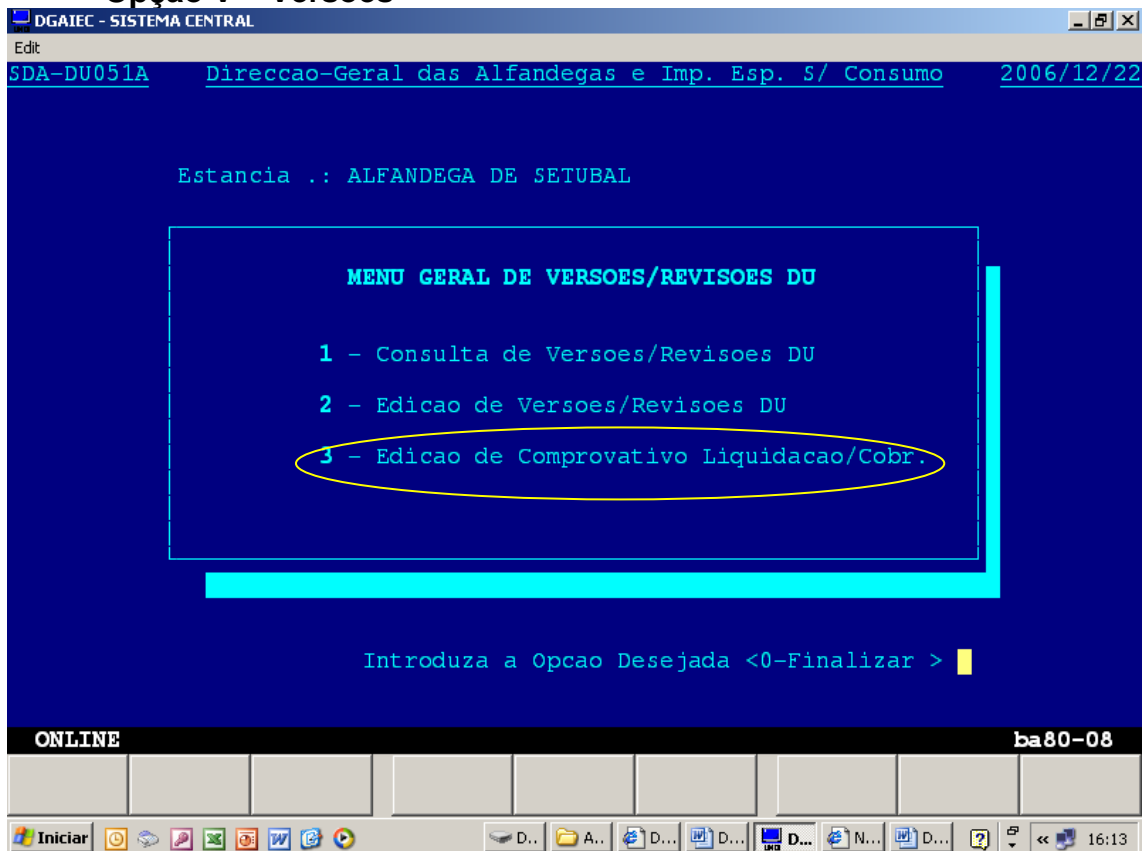 DGAIEC - SISTEMA CENTRAL
Edit
SDA-DU051A Direccao-Geral das Alfandegas e Imp. Esp. S/ Consumo 2006/12/22
Estancia .: ALFANDEGA DE SETUBAL
MENU GERAL DE VERSOES/REVISOES DU
1 - Consulta de Versoes/Revisoes DU
2 - Edicao de Versoes/Revisoes DU
3 - Edicao de Comprovativo Liquidacao/Cobr.
Introduza a Opcao Desejada <0-Finalizar >
ONLINE ba80-08
Iniciar D.. A.. D... D... D... N... D... « 16:13